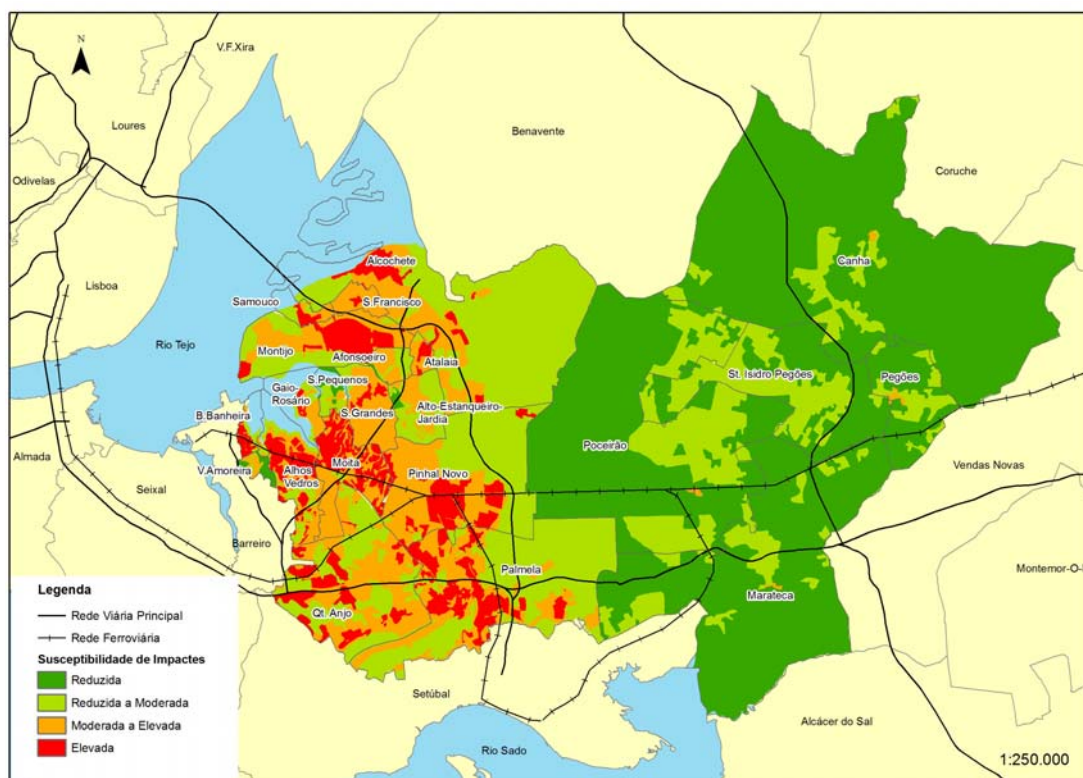 N
V.F.Xira
Loures
Benavente
Odivelas
Coruche
Alcochete
Canha
Lisboa
Samouco
S.Francisco
Rio Tejo
Montijo
Afonsoeiro
Atalaia
S.Pequenos
St. Isidro Pegões
Pegões
Gaio-
Rosário
B.Banheira
S.Grandes
Alto-Estanqueiro-
Jardia
Poceirão
Almada
V.Amoreira
Alhos
Vedros
Moita
Pinhal Novo
Vendas Novas
Seixal
Barreiro
Palmela
Montemor-O-
Marateca
Qt. Anjo
Legenda
Rede Viária Principal
Rede Ferroviária
Susceptibilidade de Impactes
Reduzida
Reduzida a Moderada
Moderada a Elevada
Elevada
Setúbal
Alcácer do Sal
Rio Sado
1:250.000